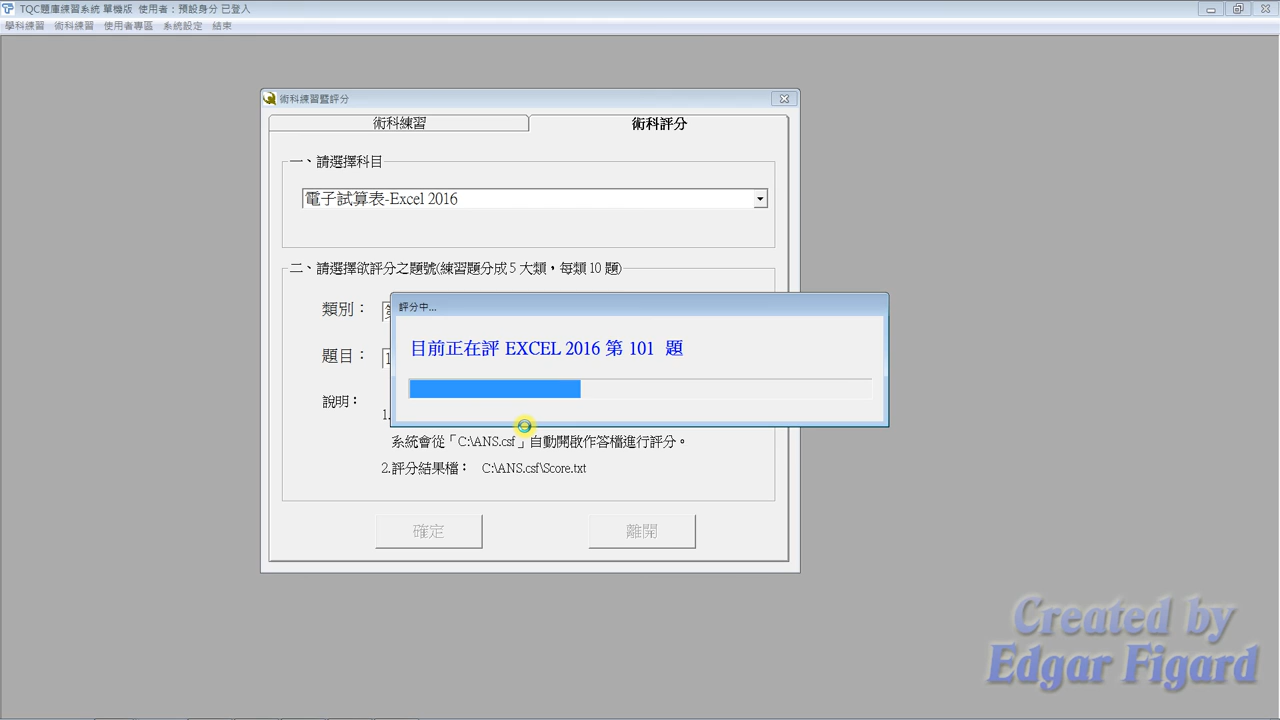 TQC題庫練習系統 單機版 使用者：預設身分 已登入
學科練習 術科練習 使用者專區 系統設定 結束
術科練習暨評分
術科練習 術科評分
一、請選擇科目
電子試算表-Excel 2016
二、請選擇欲評分之題號(練習題分成 5 大類，每類 10 題)
類別：
評分中...
目前正在評 EXCEL 2016 第 101 題
題目：
說明：
1.
系統會從「C:\ANS.csf」自動開啟作答檔進行評分。
2.評分結果檔： C:\ANS.csf\Score.txt
確定 離開
Created by
Edgar Figard